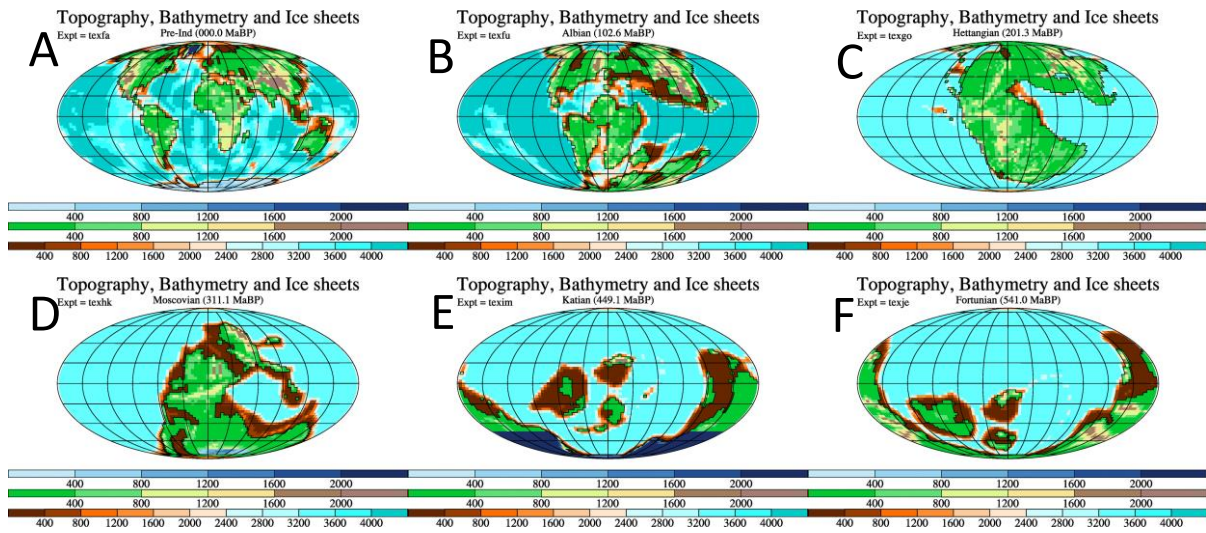 A
Topography, Bathymetry and Ice sheets
Expt = texfa
Pre-Ind (000.0 MaBP)
400 800 1200 1600 2000
400 800 1200 1600 2000
400 800 1200 1600 2000 2400 2800 3200 3600 4000
B
Topography, Bathymetry and Ice sheets
Expt = texfu
Albian (102.6 MaBP)
400 800 1200 1600 2000
400 800 1200 1600 2000
400 800 1200 1600 2000 2400 2800 3200 3600 4000
C
Topography, Bathymetry and Ice sheets
Expt = texgo
Hettangian (201.3 MaBP)
400 800 1200 1600 2000
400 800 1200 1600 2000
400 800 1200 1600 2000 2400 2800 3200 3600 4000
D
Topography, Bathymetry and Ice sheets
Expt = texhk
Moscovian (311.1 MaBP)
400 800 1200 1600 2000
400 800 1200 1600 2000
400 800 1200 1600 2000 2400 2800 3200 3600 4000
E
Topography, Bathymetry and Ice sheets
Expt = texim
Katian (449.1 MaBP)
400 800 1200 1600 2000
400 800 1200 1600 2000
400 800 1200 1600 2000 2400 2800 3200 3600 4000
F
Topography, Bathymetry and Ice sheets
Expt = texje
Fortunian (541.0 MaBP)
400 800 1200 1600 2000
400 800 1200 1600 2000
400 800 1200 1600 2000 2400 2800 3200 3600 4000